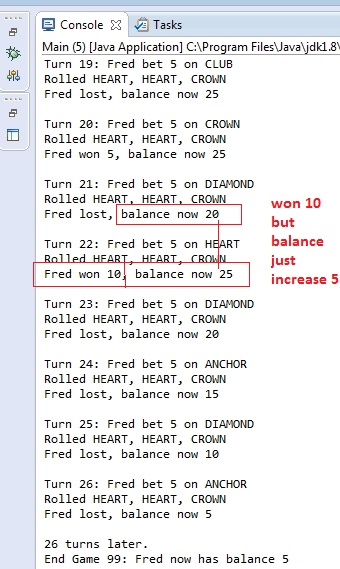 Console Tasks
Main (5) [Java Application] C:\Program Files\Java\jdk1.8\
Turn 19: Fred bet 5 on CLUB
Rolled HEART, HEART, CROWN
Fred lost, balance now 25
Turn 20: Fred bet 5 on CROWN
Rolled HEART, HEART, CROWN
Fred won 5, balance now 25
Turn 21: Fred bet 5 on DIAMOND
Rolled HEART, HEART, CROWN
Fred lost, balance now 20
Turn 22: Fred bet 5 on HEART
Rolled HEART, HEART, CROWN
Fred won 10, balance now 25
Turn 23: Fred bet 5 on DIAMOND
Rolled HEART, HEART, CROWN
Fred lost, balance now 20
Turn 24: Fred bet 5 on ANCHOR
Rolled HEART, HEART, CROWN
Fred lost, balance now 15
Turn 25: Fred bet 5 on DIAMOND
Rolled HEART, HEART, CROWN
Fred lost, balance now 10
Turn 26: Fred bet 5 on ANCHOR
Rolled HEART, HEART, CROWN
Fred lost, balance now 5
26 turns later.
End Game 99: Fred now has balance 5
won 10
but
balance
just
increase 5